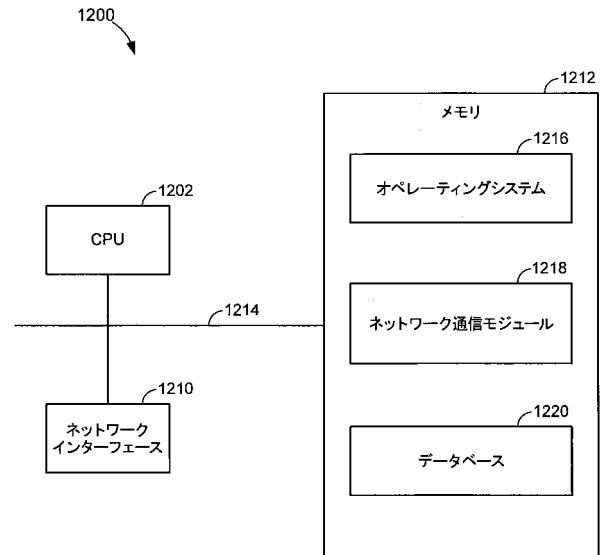 1200
1212
メモリ
1216
オペレーティングシステム
1202
CPU
1218
ネットワーク通信モジュール
1214
1210
ネットワーク
インターフェース
1220
データベース